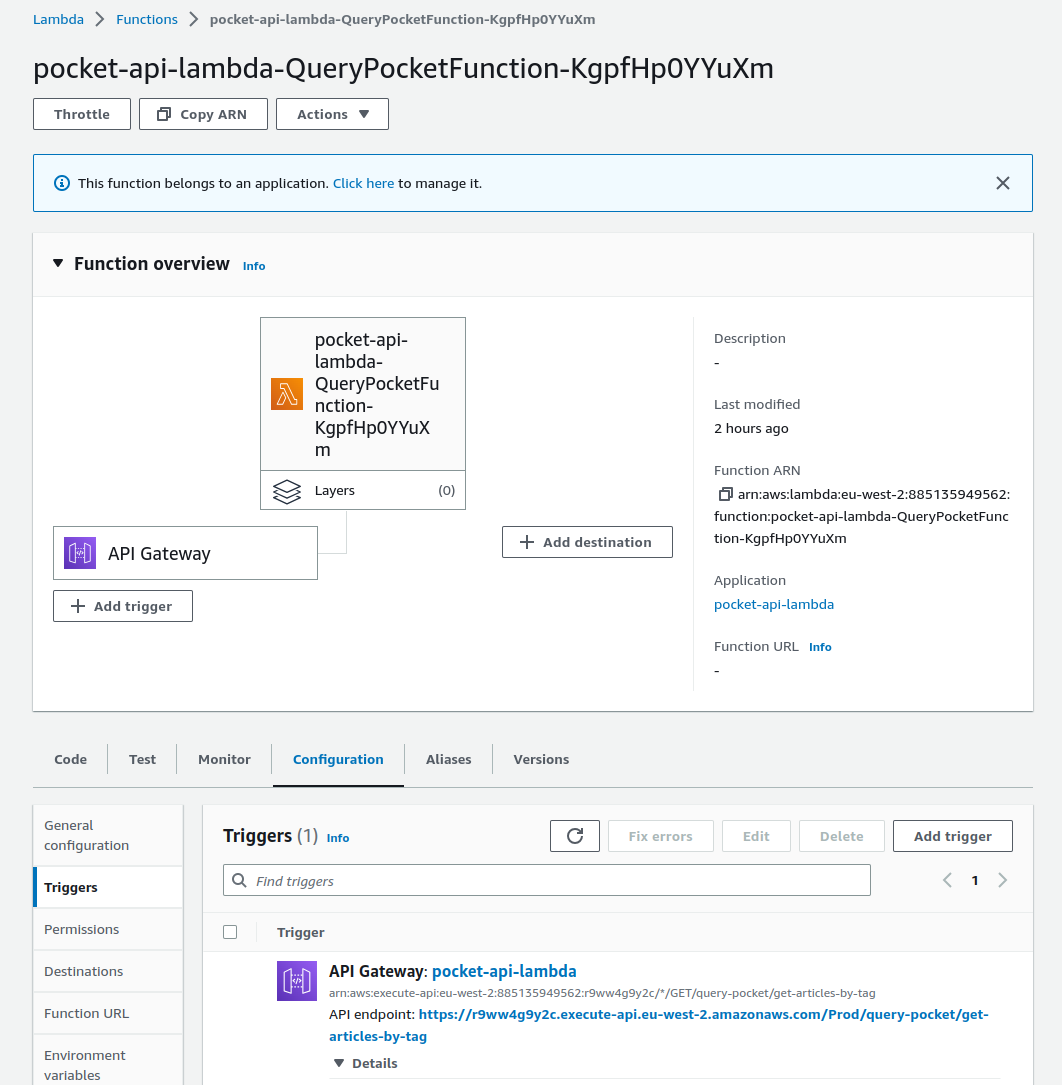 Lambda > Functions > pocket-api-lambda-QueryPocketFunction-KgpfHp0YYuXm
pocket-api-lambda-QueryPocketFunction-KgpfHp0YYuXm
Throttle Copy ARN Actions
This function belongs to an application. Click here to manage it.
Function overview Info
pocket-api-
lambda-
QueryPocketFu
nction-
KgpfHp0YYuX
m
Layers (0)
API Gateway
Add trigger
Add destination
Description
-
Last modified
2 hours ago
Function ARN
arn:aws:lambda:eu-west-2:885135949562:
function:pocket-api-lambda-QueryPocketFunc
tion-KgpfHp0YYuXm
Application
pocket-api-lambda
Function URL Info
-
Code Test Monitor Configuration Aliases Versions
General
configuration
Triggers
Permissions
Destinations
Function URL
Environment
variables
Triggers (1) Info
Fix errors Edit Delete Add trigger
Find triggers
1
Trigger
API Gateway: pocket-api-lambda
arn:aws:execute-api:eu-west-2:885135949562:r9ww4g9y2c/*/GET/query-pocket/get-articles-by-tag
API endpoint: https://r9ww4g9y2c.execute-api.eu-west-2.amazonaws.com/Prod/query-pocket/get-
articles-by-tag
Details